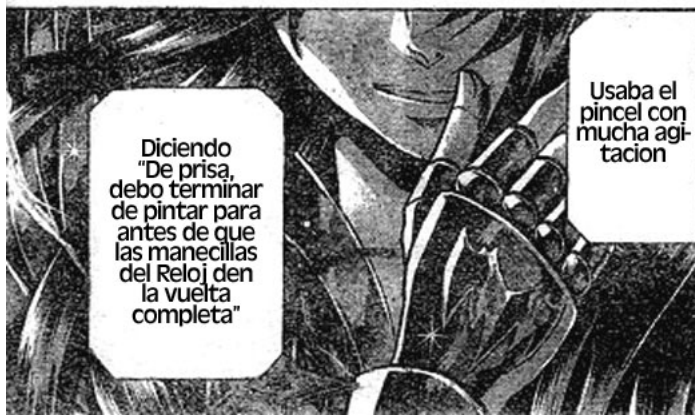 Usaba el
pincel con
mucha agi-
tacion
Diciendo
"De prisa,
debo terminar
de pintar para
antes de que
las manecillas
del Reloj den
la vuelta
completa"